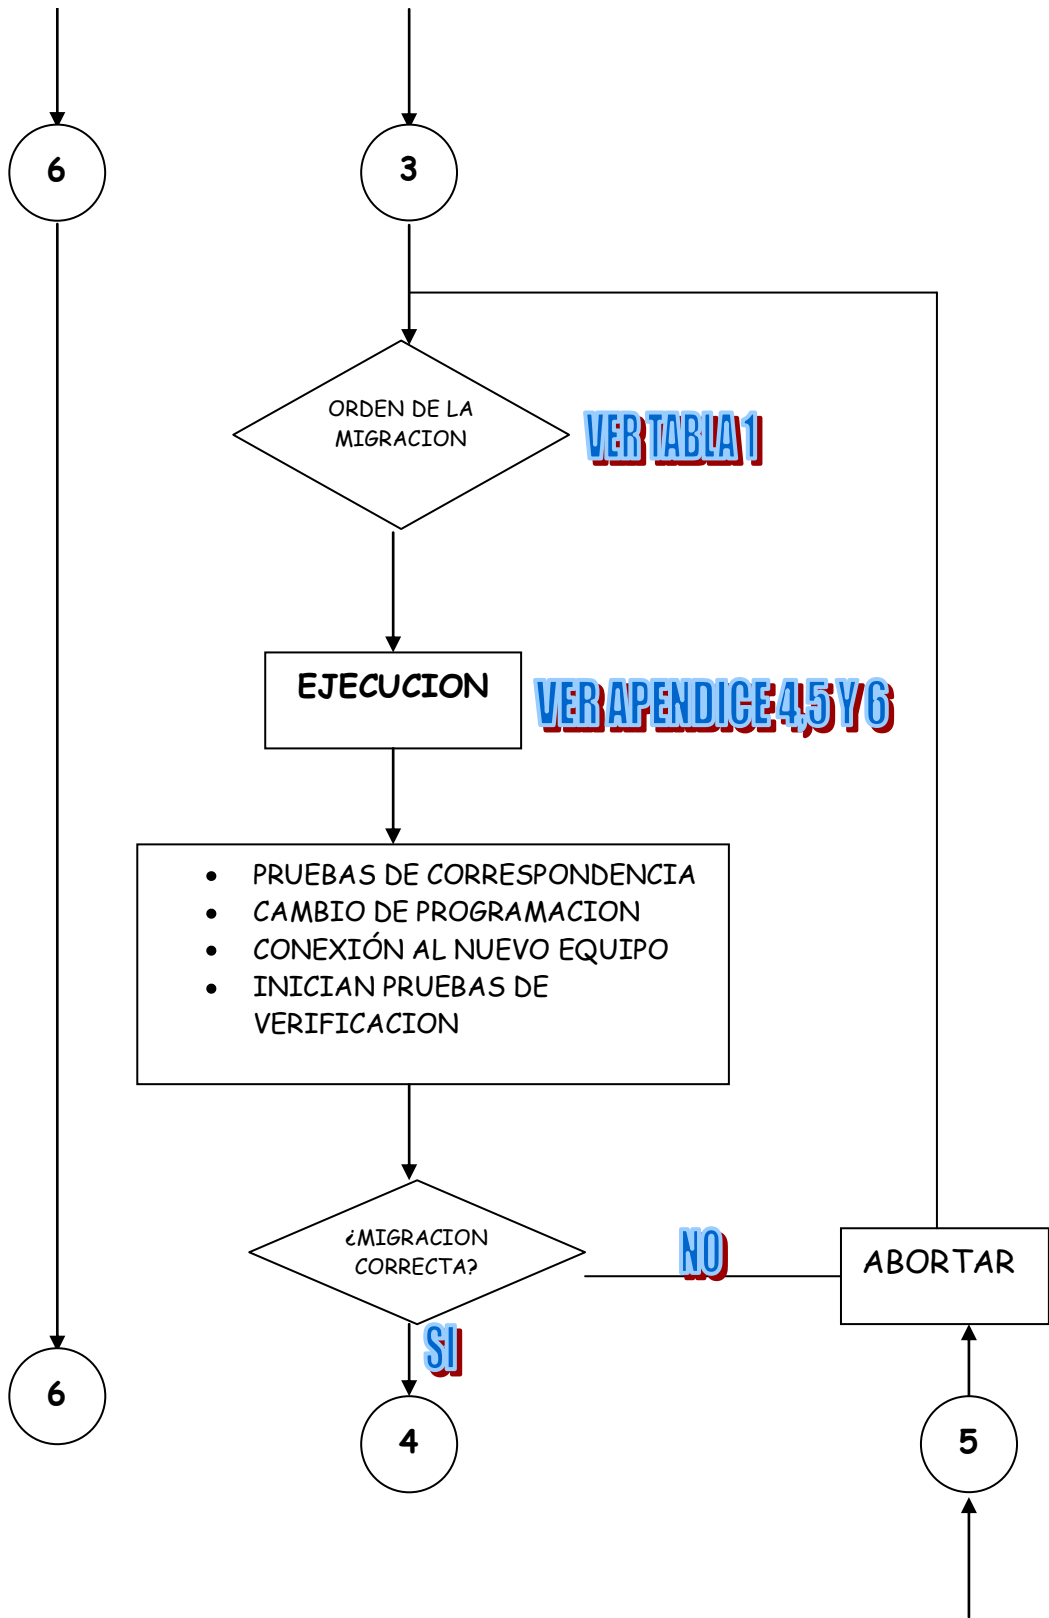 6
3
ORDEN DE LA
MIGRACION
VER TABLA 1
EJECUCION
VER APENDICE 4,5 Y 6
• PRUEBAS DE CORRESPONDENCIA
• CAMBIO DE PROGRAMACION
• CONEXIÓN AL NUEVO EQUIPO
• INICIAN PRUEBAS DE
VERIFICACION
¿MIGRACION
CORRECTA?
NO
ABORTAR
SI
6
4
5